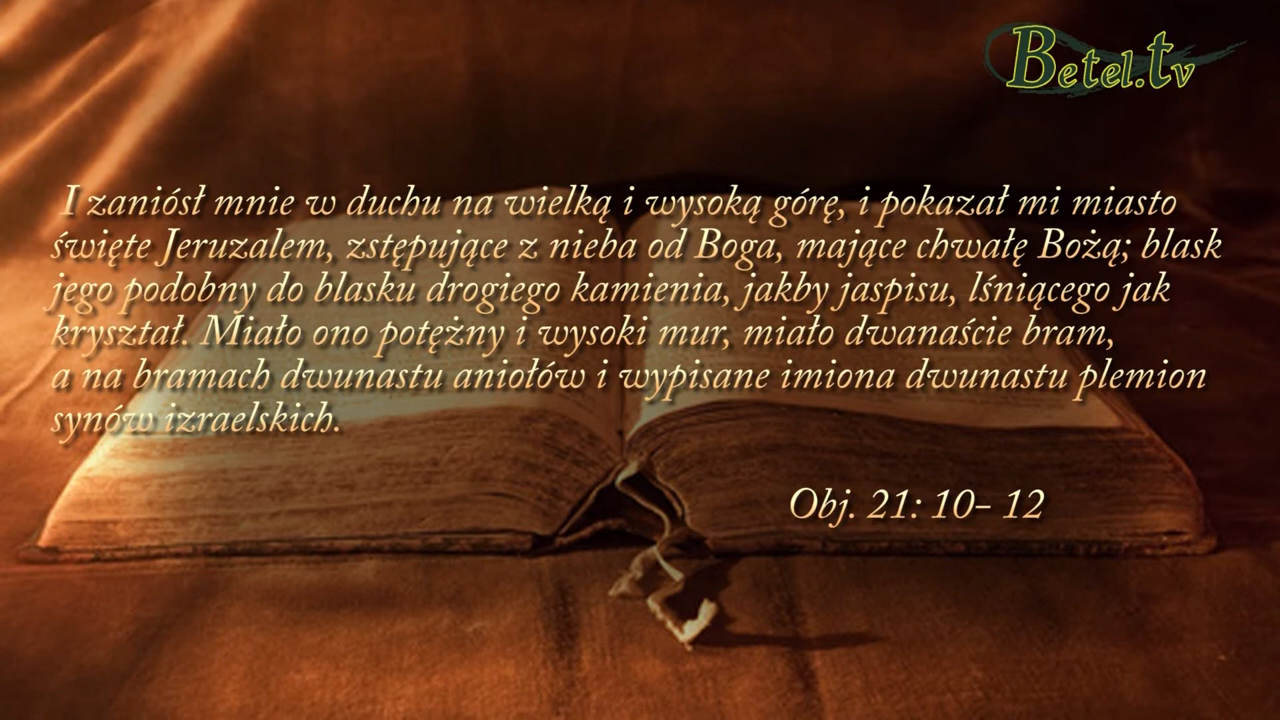 Betel.tv
I zaniósł mnie w duchu na wielką i wysoką górę, i pokazał mi miasto
święte Jeruzalem, zstępujące z nieba od Boga, mające chwałę Bożą; blask
jego podobny do blasku drogiego kamienia, jakby jaspisu, lśniącego jak
kryształ. Miało ono potężny i wysoki mur, miało dwanaście bram,
a na bramach dwunastu aniołów i wypisane imiona dwunastu plemion
synów izraelskich.
Obj. 21: 10- 12